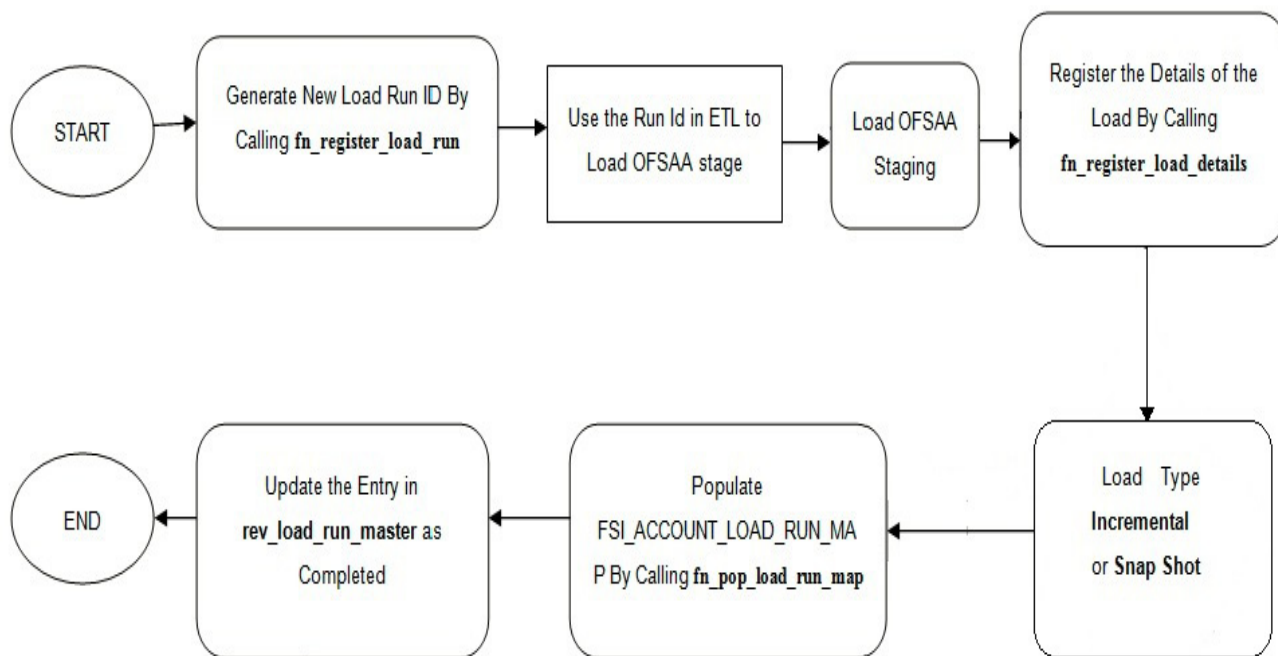 START
Generate New Load Run ID By
Calling fn_register_load_run
Use the Run Id in ETL to
Load OFSAA stage
Load OFSAA
Staging
Register the Details of the
Load By Calling
fn_register_load_details
Load Type
Incremental
or Snap Shot
Populate
FSI_ACCOUNT_LOAD_RUN_MA
P By Calling fn_pop_load_run_map
Update the Entry in
rev_load_run_master as
Completed
END